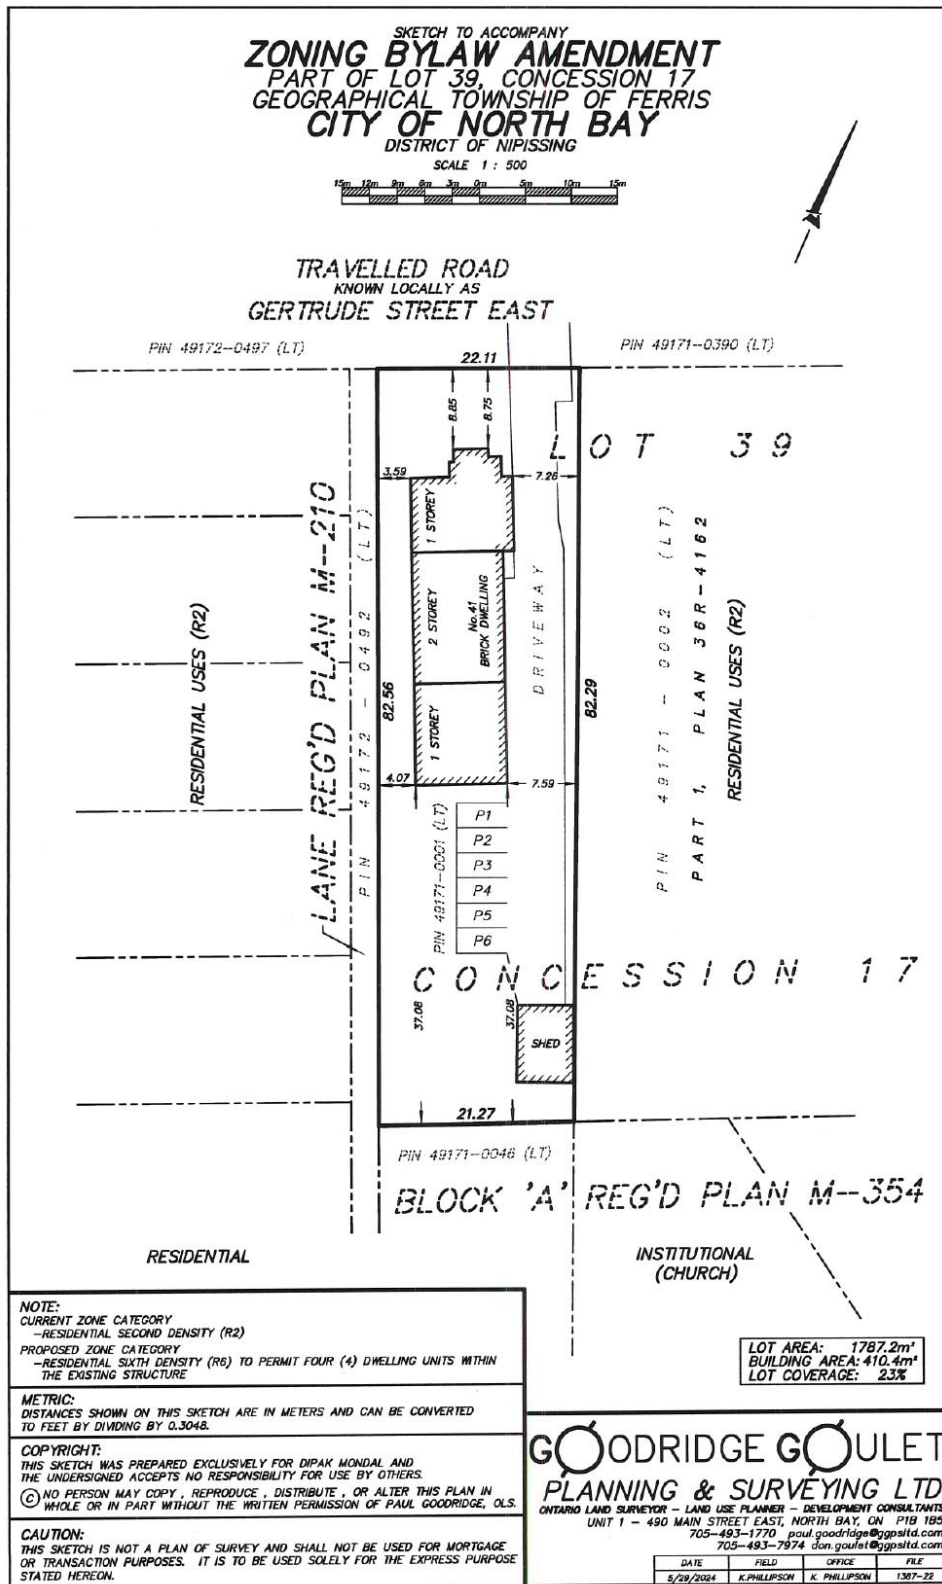 SKETCH TO ACCOMPANY
ZONING BYLAW AMENDMENT
PART OF LOT 39, CONCESSION 17
GEOGRAPHICAL TOWNSHIP OF FERRIS
CITY OF NORTH BAY
DISTRICT OF NIPISSING
SCALE 1 : 500
15m 12m 9m 6m 3m 0m 5m 10m 15m
TRAVELLED ROAD
KNOWN LOCALLY AS
GERTRUDE STREET EAST
PIN 49172-0497 (LT)
PIN 49171-0390 (LT)
22.11
8.85
8.75
LOT 39
3.59
7.26
1 STOREY
LANE REG'D PLAN M-210
PIN 49172-0492 (LT)
RESIDENTIAL USES (R2)
2 STOREY
No.41
BRICK DWELLING
DRIVEWAY
82.56
82.29
PIN 49171-0002 (LT)
PART 1, PLAN 36R-4162
RESIDENTIAL USES (R2)
1 STOREY
4.07
7.59
PIN 49171-0001 (LT)
P1
P2
P3
P4
P5
P6
CONCESSION 17
37.08
37.08
SHED
21.27
PIN 49171-0046 (LT)
BLOCK 'A' REG'D PLAN M-354
RESIDENTIAL
INSTITUTIONAL
(CHURCH)
NOTE:
CURRENT ZONE CATEGORY
-RESIDENTIAL SECOND DENSITY (R2)
PROPOSED ZONE CATEGORY
-RESIDENTIAL SIXTH DENSITY (R6) TO PERMIT FOUR (4) DWELLING UNITS WITHIN
THE EXISTING STRUCTURE
LOT AREA: 1787.2m²
BUILDING AREA: 410.4m²
LOT COVERAGE: 23%
METRIC:
DISTANCES SHOWN ON THIS SKETCH ARE IN METERS AND CAN BE CONVERTED
TO FEET BY DIVIDING BY 0.3048.
COPYRIGHT:
THIS SKETCH WAS PREPARED EXCLUSIVELY FOR DIPAK MONDAL AND
THE UNDERSIGNED ACCEPTS NO RESPONSIBILITY FOR USE BY OTHERS.
© NO PERSON MAY COPY, REPRODUCE, DISTRIBUTE, OR ALTER THIS PLAN IN
WHOLE OR IN PART WITHOUT THE WRITTEN PERMISSION OF PAUL GOODRIDGE, OLS.
CAUTION:
THIS SKETCH IS NOT A PLAN OF SURVEY AND SHALL NOT BE USED FOR MORTGAGE
OR TRANSACTION PURPOSES. IT IS TO BE USED SOLELY FOR THE EXPRESS PURPOSE
STATED HEREON.
GOODRIDGE GOULET
PLANNING & SURVEYING LTD
ONTARIO LAND SURVEYOR - LAND USE PLANNER - DEVELOPMENT CONSULTANTS
UNIT 1 - 490 MAIN STREET EAST, NORTH BAY, ON P1B 1B5
705-493-1770 paul.goodridge@ggpsltd.com
705-493-7974 don.goulet@ggpsltd.com
DATE FIELD OFFICE FILE
5/29/2024 K.PHILLIPSON K. PHILLIPSON 1387-22